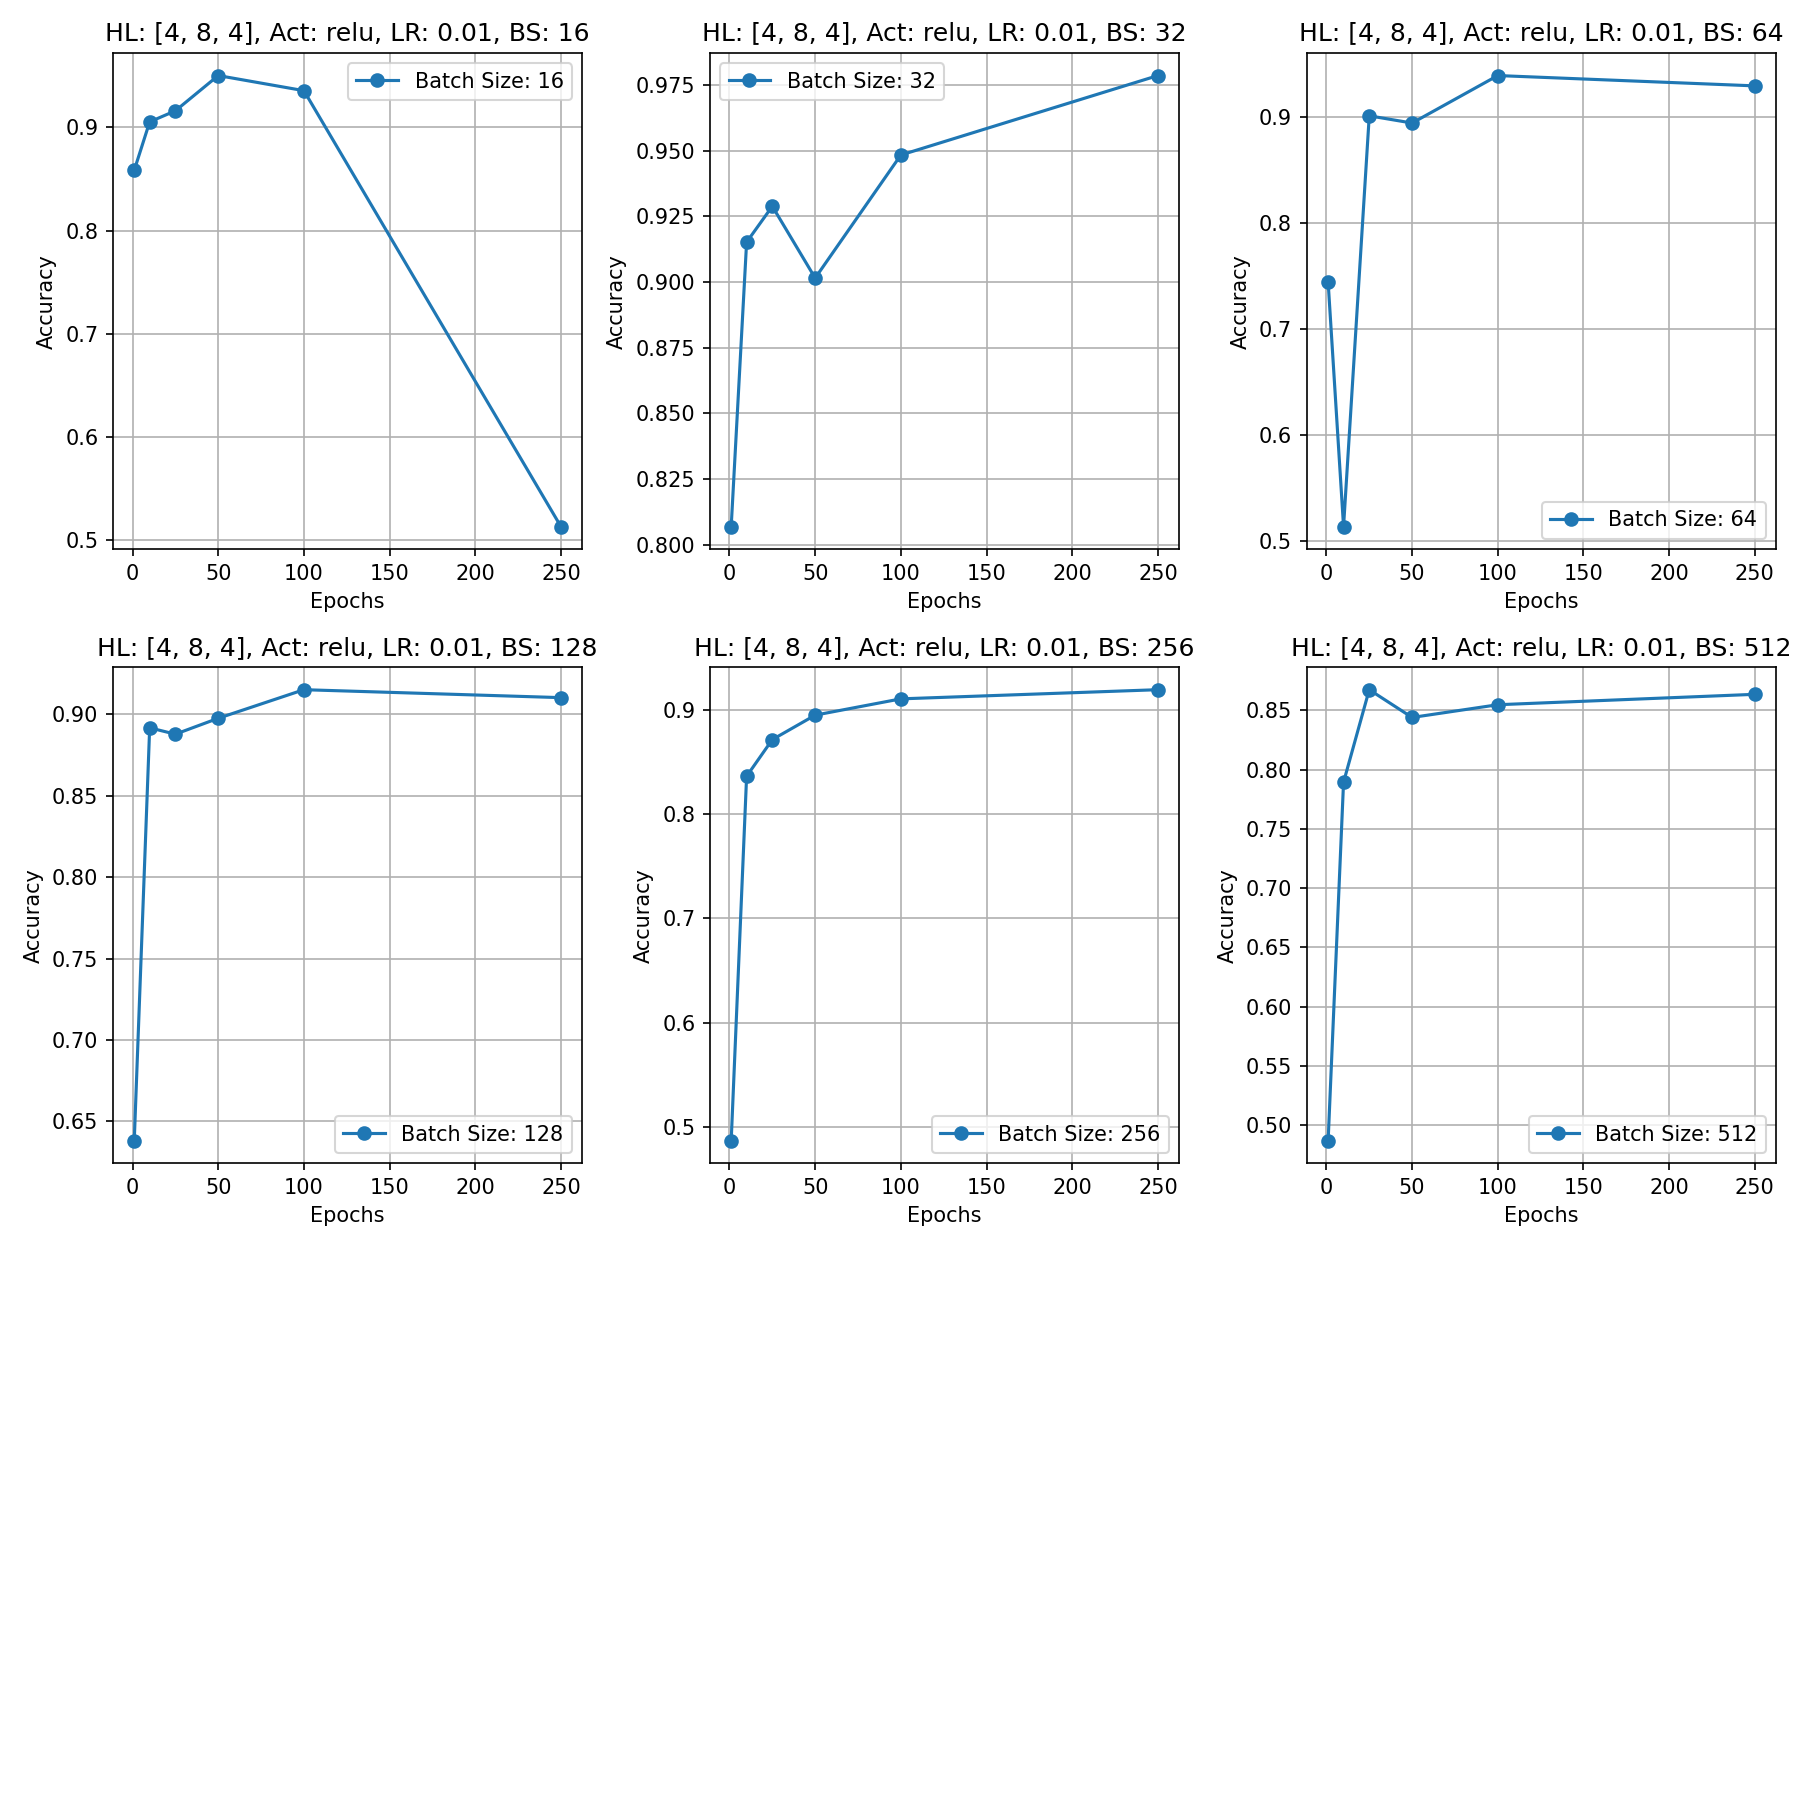 HL: [4, 8, 4], Act: relu, LR: 0.01, BS: 16
Batch Size: 16
Accuracy
0.9
0.8
0.7
0.6
0.5
0 50 100 150 200 250
Epochs
HL: [4, 8, 4], Act: relu, LR: 0.01, BS: 32
Batch Size: 32
Accuracy
0.975
0.950
0.925
0.900
0.875
0.850
0.825
0.800
0 50 100 150 200 250
Epochs
HL: [4, 8, 4], Act: relu, LR: 0.01, BS: 64
Accuracy
0.9
0.8
0.7
0.6
0.5
Batch Size: 64
0 50 100 150 200 250
Epochs
HL: [4, 8, 4], Act: relu, LR: 0.01, BS: 128
Accuracy
0.90
0.85
0.80
0.75
0.70
0.65
Batch Size: 128
0 50 100 150 200 250
Epochs
HL: [4, 8, 4], Act: relu, LR: 0.01, BS: 256
Accuracy
0.9
0.8
0.7
0.6
0.5
Batch Size: 256
0 50 100 150 200 250
Epochs
HL: [4, 8, 4], Act: relu, LR: 0.01, BS: 512
Accuracy
0.85
0.80
0.75
0.70
0.65
0.60
0.55
0.50
Batch Size: 512
0 50 100 150 200 250
Epochs